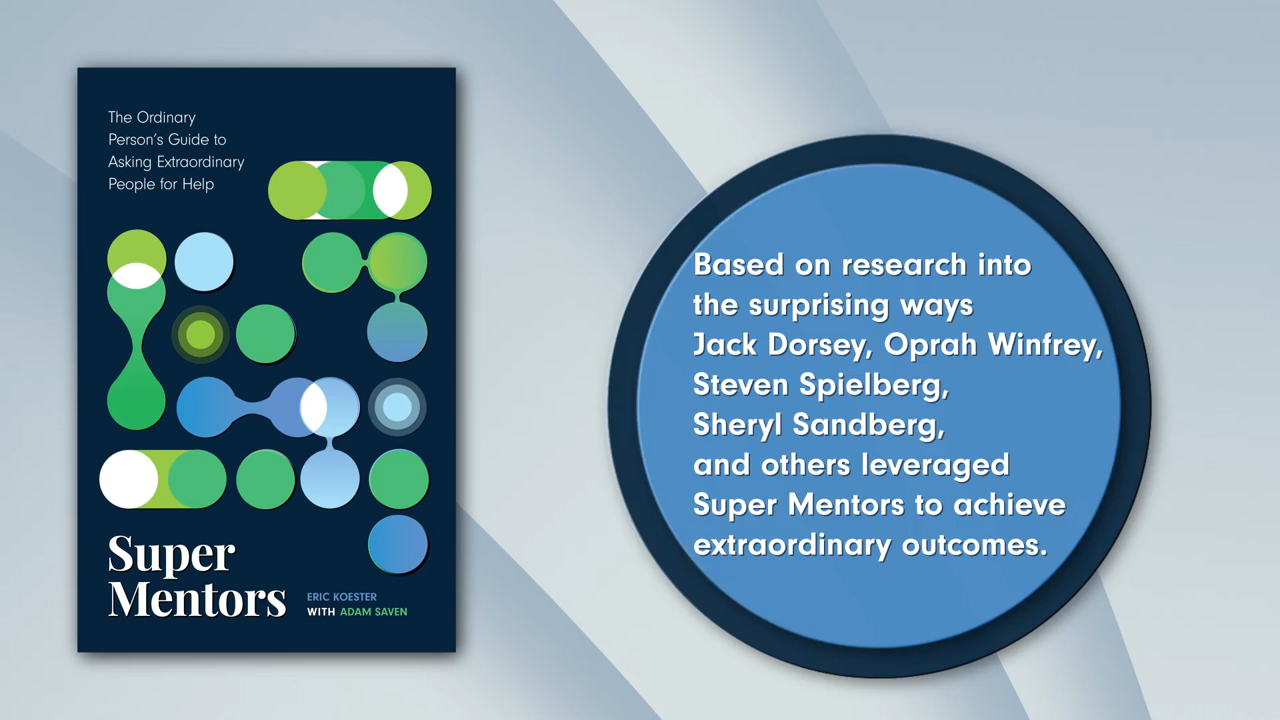 The Ordinary
Person's Guide to
Asking Extraordinary
People for Help
Super
Mentors
ERIC KOESTER
WITH ADAM SAVEN
Based on research into
the surprising ways
Jack Dorsey, Oprah Winfrey,
Steven Spielberg,
Sheryl Sandberg,
and others leveraged
Super Mentors to achieve
extraordinary outcomes.